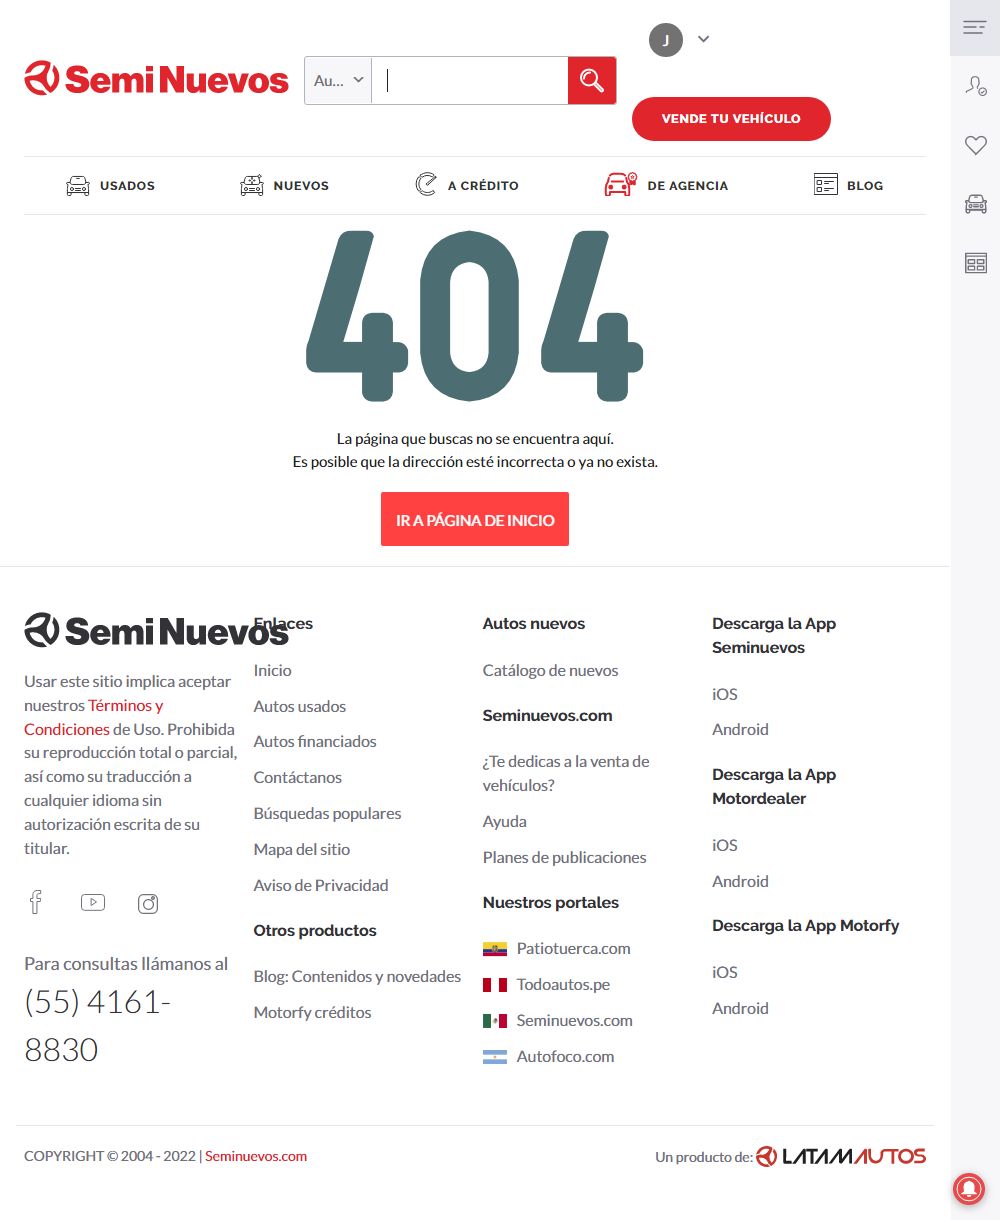 J
Semi Nuevos
Au...
VENDE TU VEHÍCULO
USADOS
NUEVOS
A CRÉDITO
DE AGENCIA
BLOG
404
La página que buscas no se encuentra aquí.
Es posible que la dirección esté incorrecta o ya no exista.
IR A PÁGINA DE INICIO
Semi Nuevos
Usar este sitio implica aceptar
nuestros Términos y
Condiciones de Uso. Prohibida
su reproducción total o parcial,
así como su traducción a
cualquier idioma sin
autorización escrita de su
titular.
Para consultas llámanos al
(55) 4161-
8830
Enlaces
Inicio
Autos usados
Autos financiados
Contáctanos
Búsquedas populares
Mapa del sitio
Aviso de Privacidad
Otros productos
Blog: Contenidos y novedades
Motorfy créditos
Autos nuevos
Catálogo de nuevos
Seminuevos.com
¿Te dedicas a la venta de
vehículos?
Ayuda
Planes de publicaciones
Nuestros portales
Patiotuerca.com
Todoautos.pe
Seminuevos.com
Autofoco.com
Descarga la App
Seminuevos
iOS
Android
Descarga la App
Motordealer
iOS
Android
Descarga la App Motorfy
iOS
Android
COPYRIGHT © 2004 - 2022 | Seminuevos.com
Un producto de: LATAMAUTOS